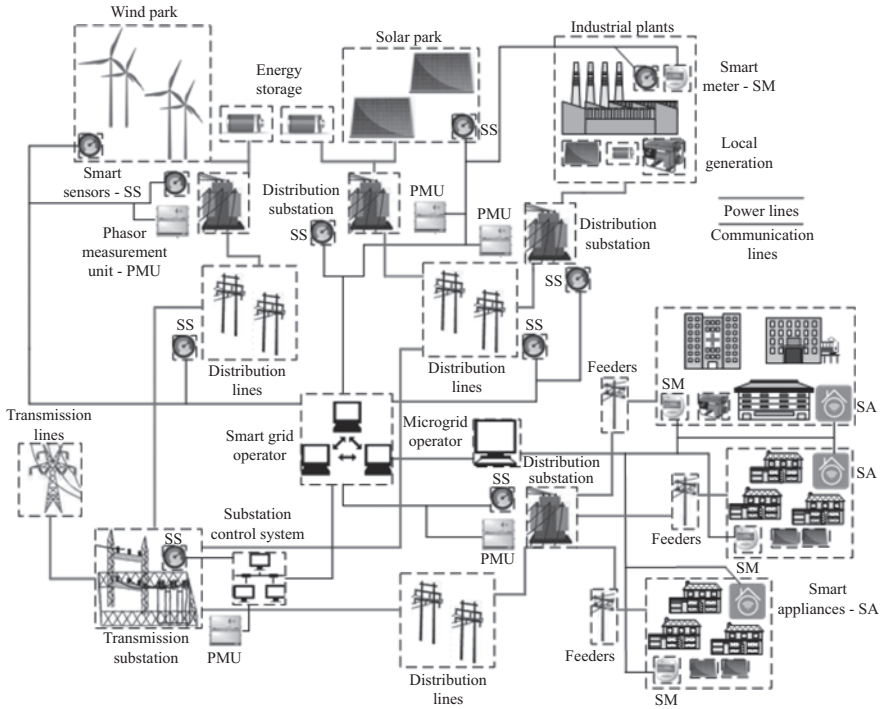 Wind park
Solar park
Industrial plants
Energy
storage
Smart
meter - SM
SS
Local
generation
Smart
sensors - SS
Distribution
substation
PMU
PMU
SS
Phasor
measurement
unit - PMU
Distribution
substation
Power lines
Communication
lines
SS
SS
SS
Distribution
lines
Distribution
lines
Feeders
SM
SA
Transmission
lines
Smart grid
operator
Microgrid
operator
Distribution
substation
SA
SS
Substation
control system
SS
Feeders
PMU
SM
Transmission
substation
PMU
Distribution
lines
Feeders
Smart
appliances - SA
SM